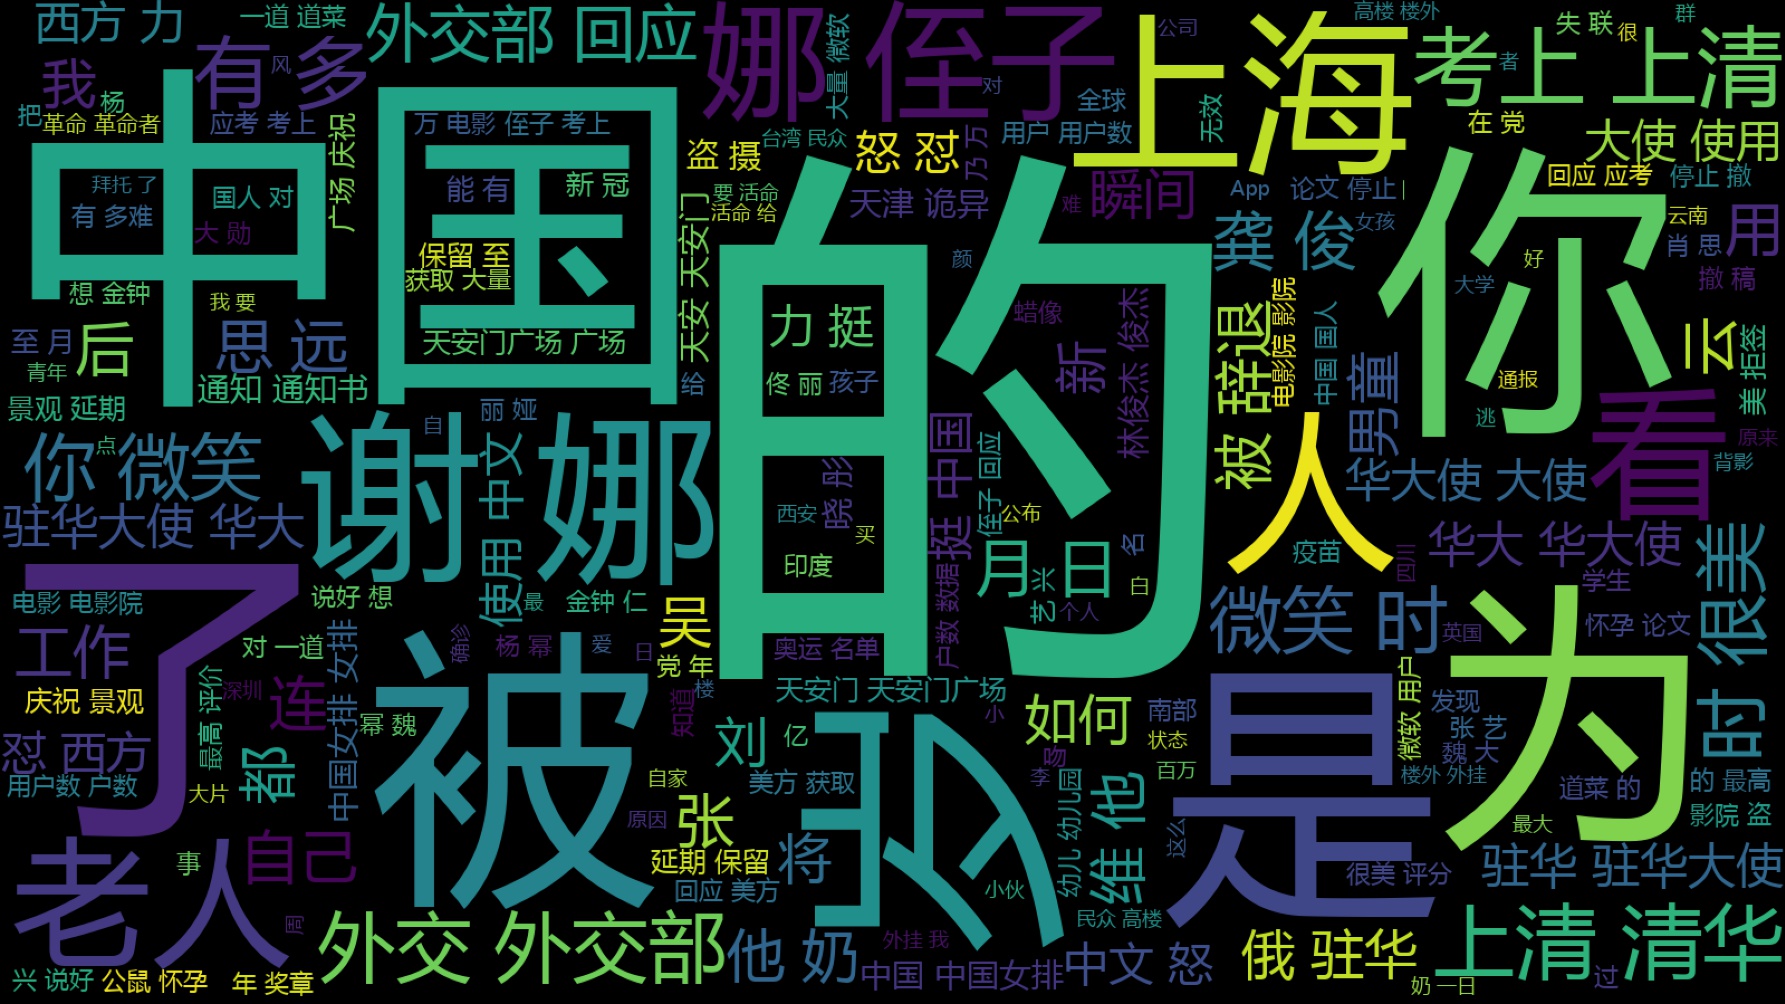 西方 力
一道 道菜
外交部 回应
娜 侄子
大量 微软
公司
上海
高楼 楼外
失 联
群
很
考上 上清
者
我
有多
风
把
杨
革命 革命者
应考 考上
广场 庆祝
万 电影 侄子 考上
盗 摄
台湾 民众
怒 怼
乃 万
对
用户 用户数
全球
无效
在 党
大使 使用
中国
拜托 了
有 多难
国人 对
大 勋
能 有
新 冠
保留 至
获取 大量
天安门广场 广场
天安 天安门
要 活命
活命 给
天津 诡异
难
瞬间
App
论文 停止
回应 应考
停止 撤
龚 俊
女孩
你
云南
肖 思
用
撤 稿
好
大学
想 金钟
我 要
的
颜
力 挺
佟 丽
孩子
蜡像
新
林俊杰 俊杰
被 辞退
电影院 影院
中国 国人
男童
云
美 拒签
至 月
后
思 远
青年
通知 通知书
景观 延期
给
丽 娅
自
通报
逃
看
原来
背影
你 微笑
点
谢 娜
使用 中文
西安
晓 彤
买
印度
挺 中国
侄子 回应
公布
人
疫苗
华大使 大使
驻华大使 华大
月 日
名
艺 兴
个人
白
四川
华大 华大使
学生
时 很美
电影 电影院
了
说好 想
最
金钟 仁
吴
户数 数据
微笑 时
英国
为
怀孕 论文
工作
对 一道
中国女排 女排
确诊
杨 幂
爱
日
党 年
奥运 名单
庆祝 景观
深圳
最高 评价
连
被
知道
楼
天安门 天安门广场
小
如何
南部
是
微软 用户
发现
张 艺
魏 大
怼 西方
幂 魏
刘
亿
及
吻
李
状态
百万
楼外 外挂
用户数 户数
大片
都
自家
美方 获取
幼儿 幼儿园
维 他
道菜 的
的 最高
影院 盗
老人
事
自己
原因
张
将
延期 保留
回应 美方
小伙
这么
最大
很美 评分
驻华 驻华大使
周
外交 外交部
他 奶
民众 高楼
外挂 我
俄 驻华
上清 清华
兴 说好
公鼠 怀孕
年 奖章
中国 中国女排
中文 怒
奶 一日
过